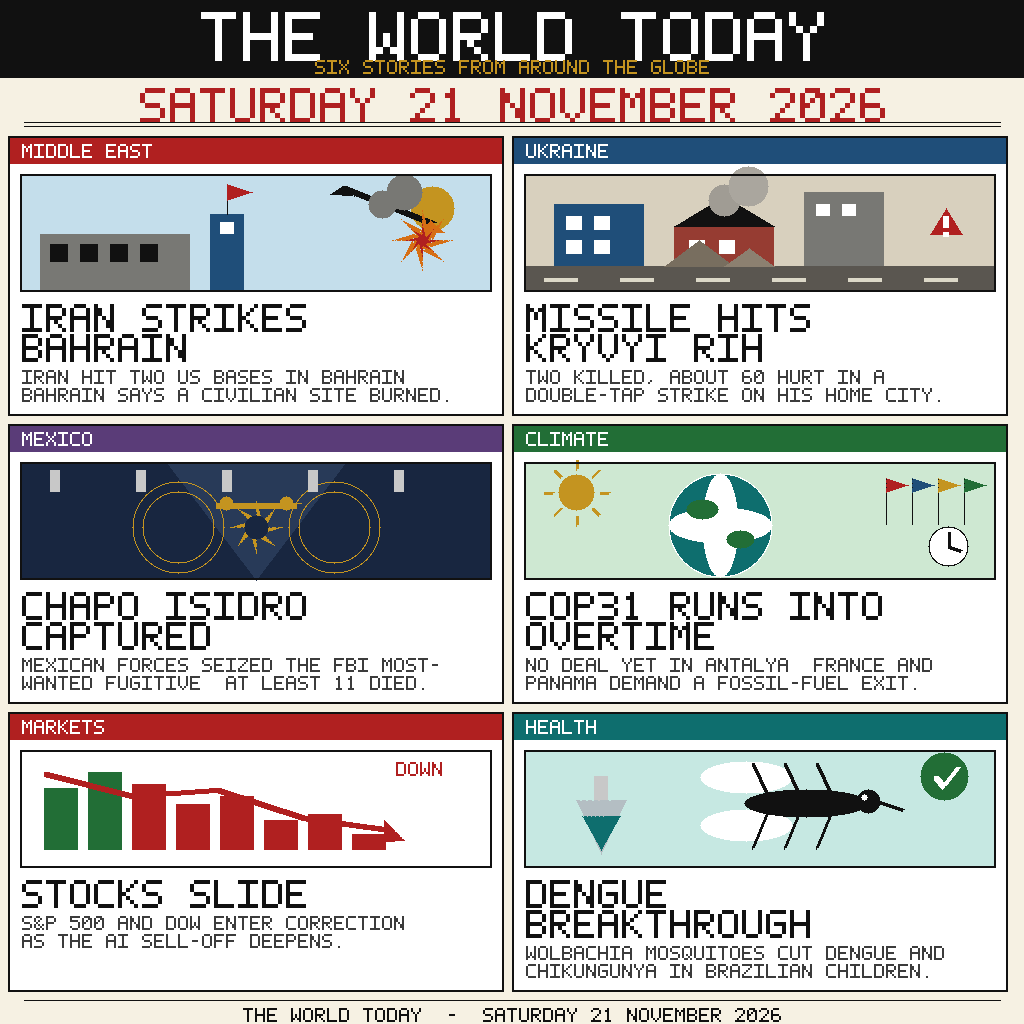 THE WORLD TODAY
SIX STORIES FROM AROUND THE GLOBE
SATURDAY 21 NOVEMBER 2026
MIDDLE EAST
IRAN STRIKES
BAHRAIN
IRAN HIT TWO US BASES IN BAHRAIN
BAHRAIN SAYS A CIVILIAN SITE BURNED.
UKRAINE
MISSILE HITS
KRYVYI RIH
TWO KILLED, ABOUT 60 HURT IN A
DOUBLE-TAP STRIKE ON HIS HOME CITY.
MEXICO
CHAPO ISIDRO
CAPTURED
MEXICAN FORCES SEIZED THE FBI MOST-
WANTED FUGITIVE AT LEAST 11 DIED.
CLIMATE
COP31 RUNS INTO
OVERTIME
NO DEAL YET IN ANTALYA FRANCE AND
PANAMA DEMAND A FOSSIL-FUEL EXIT.
MARKETS
DOWN
STOCKS SLIDE
S&P 500 AND DOW ENTER CORRECTION
AS THE AI SELL-OFF DEEPENS.
HEALTH
DENGUE
BREAKTHROUGH
WOLBACHIA MOSQUITOES CUT DENGUE AND
CHIKUNGUNYA IN BRAZILIAN CHILDREN.
THE WORLD TODAY - SATURDAY 21 NOVEMBER 2026